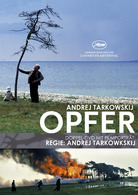 ANDREJ TARKOWSKIJ
OPFER
DOPPEL-DVD MIT FILMPORTRÄT
REGIE: ANDREJ TARKOWSKIJ